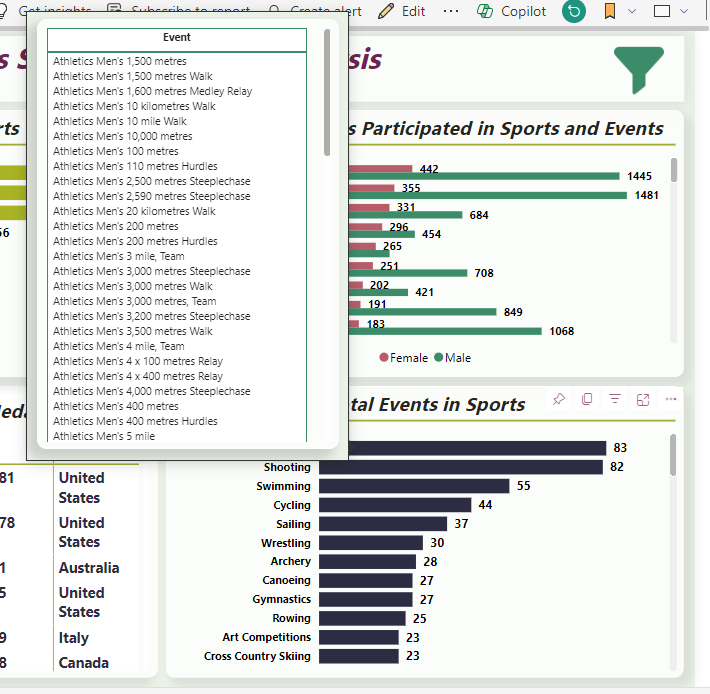 Get insights Subscribe to report Create alert Edit ... Copilot
Event
Athletics Men's 1,500 metres
Athletics Men's 1,500 metres Walk
Athletics Men's 1,600 metres Medley Relay
Athletics Men's 10 kilometres Walk
Athletics Men's 10 mile Walk
Athletics Men's 10,000 metres
Athletics Men's 100 metres
Athletics Men's 110 metres Hurdles
Athletics Men's 2,500 metres Steeplechase
Athletics Men's 2,590 metres Steeplechase
Athletics Men's 20 kilometres Walk
Athletics Men's 200 metres
Athletics Men's 200 metres Hurdles
Athletics Men's 3 mile, Team
Athletics Men's 3,000 metres Steeplechase
Athletics Men's 3,000 metres Walk
Athletics Men's 3,000 metres, Team
Athletics Men's 3,200 metres Steeplechase
Athletics Men's 3,500 metres Walk
Athletics Men's 4 mile, Team
Athletics Men's 4 x 100 metres Relay
Athletics Men's 4 x 400 metres Relay
Athletics Men's 4,000 metres Steeplechase
Athletics Men's 400 metres
Athletics Men's 400 metres Hurdles
Athletics Men's 5 mile
s S
sis
rts
56
s Participated in Sports and Events
442
1445
355
1481
331
684
296
454
265
251
708
202
421
191
849
183
1068
Female Male
eda
81 United
States
78 United
States
1 Australia
5 United
States
9 Italy
8 Canada
tal Events in Sports
83
Shooting 82
Swimming 55
Cycling 44
Sailing 37
Wrestling 30
Archery 28
Canoeing 27
Gymnastics 27
Rowing 25
Art Competitions 23
Cross Country Skiing 23